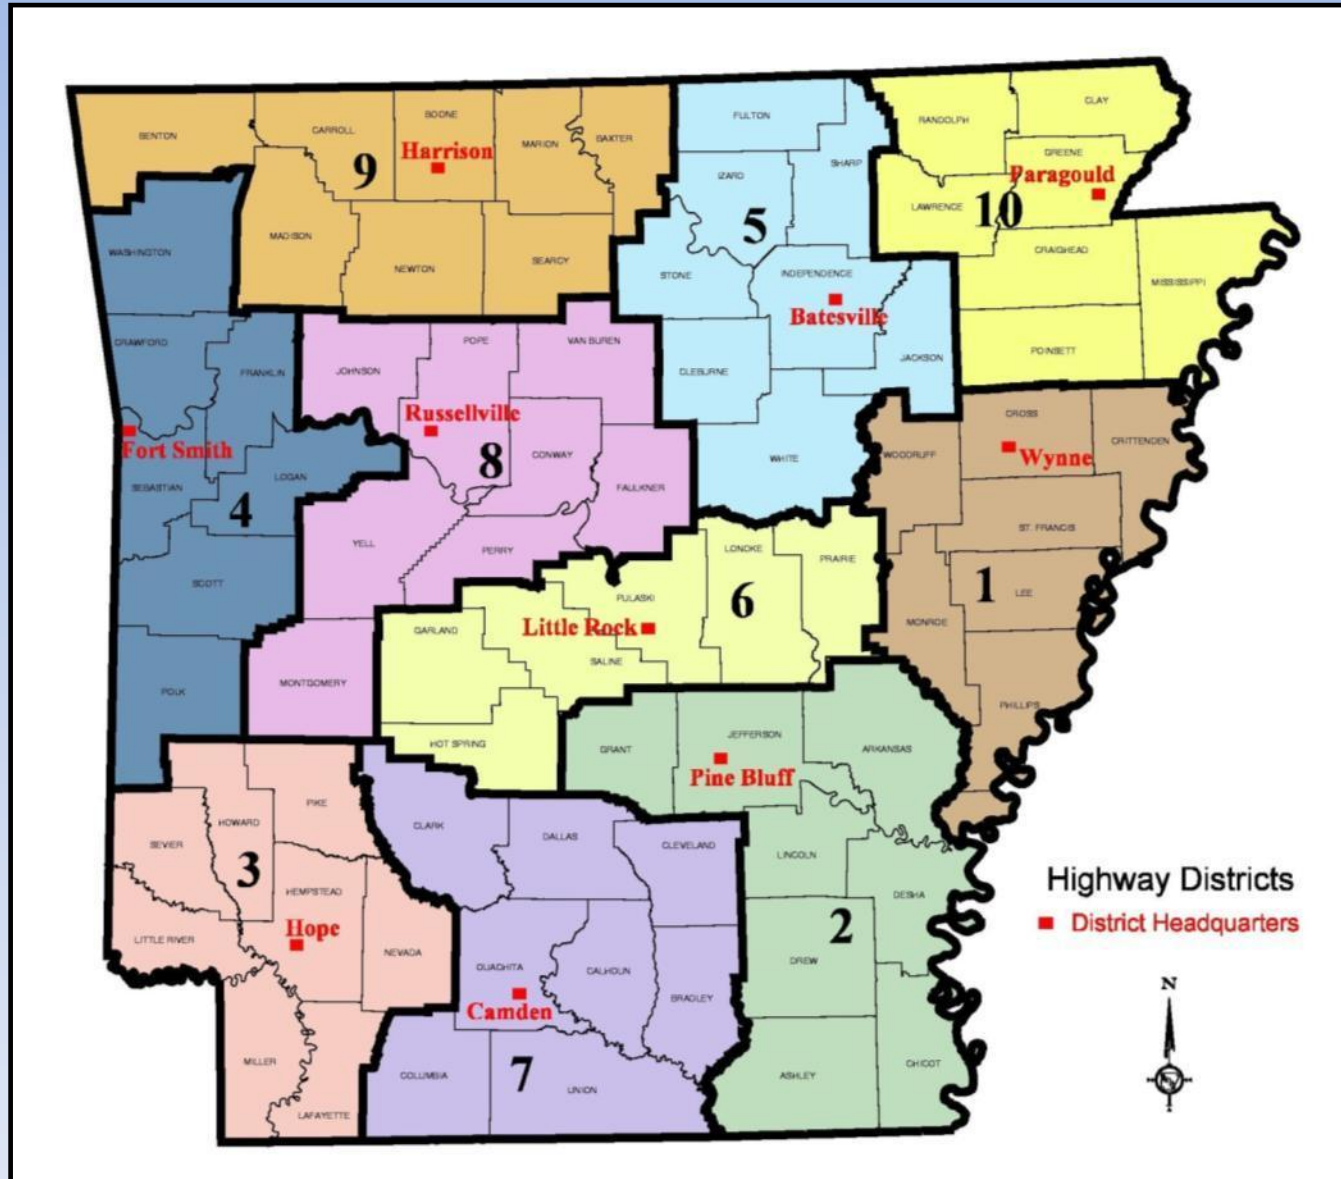 CLAY
BOONE
FULTON
RANDOLPH
CARROLL
BENTON
MARION
BAXTER
Harrison
GREENE
9
SHARP
IZARD
Paragould
LAWRENCE
10
5
MADISON
WASHINGTON
CRAIGHEAD
SEARCY
NEWTON
STONE
INDEPENDENCE
MISSISSIPPI
Batesville
POPE
VAN BUREN
CRAWFORD
POINSETT
JACKSON
FRANKLIN
JOHNSON
CLEBURNE
Russellville
CROSS
CRITTENDEN
Fort Smith
CONWAY
WOODRUFF
Wynne
WHITE
8
LOGAN
SEBASTIAN
FAULKNER
4
ST. FRANCIS
YELL
PERRY
LONOKE
PRAIRIE
SCOTT
1
LEE
PULASKI
6
MONROE
GARLAND
Little Rock
SALINE
MONTGOMERY
POLK
PHILLIPS
JEFFERSON
HOT SPRING
GRANT
ARKANSAS
Pine Bluff
PIKE
HOWARD
CLARK
DALLAS
SEVIER
CLEVELAND
LINCOLN
3
Highway Districts
HEMPSTEAD
DESHA
District Headquarters
Hope
2
LITTLE RIVER
NEVADA
DREW
OUACHITA
CALHOUN
N
BRADLEY
Camden
MILLER
CHICOT
COLUMBIA
7
ASHLEY
UNION
LAFAYETTE